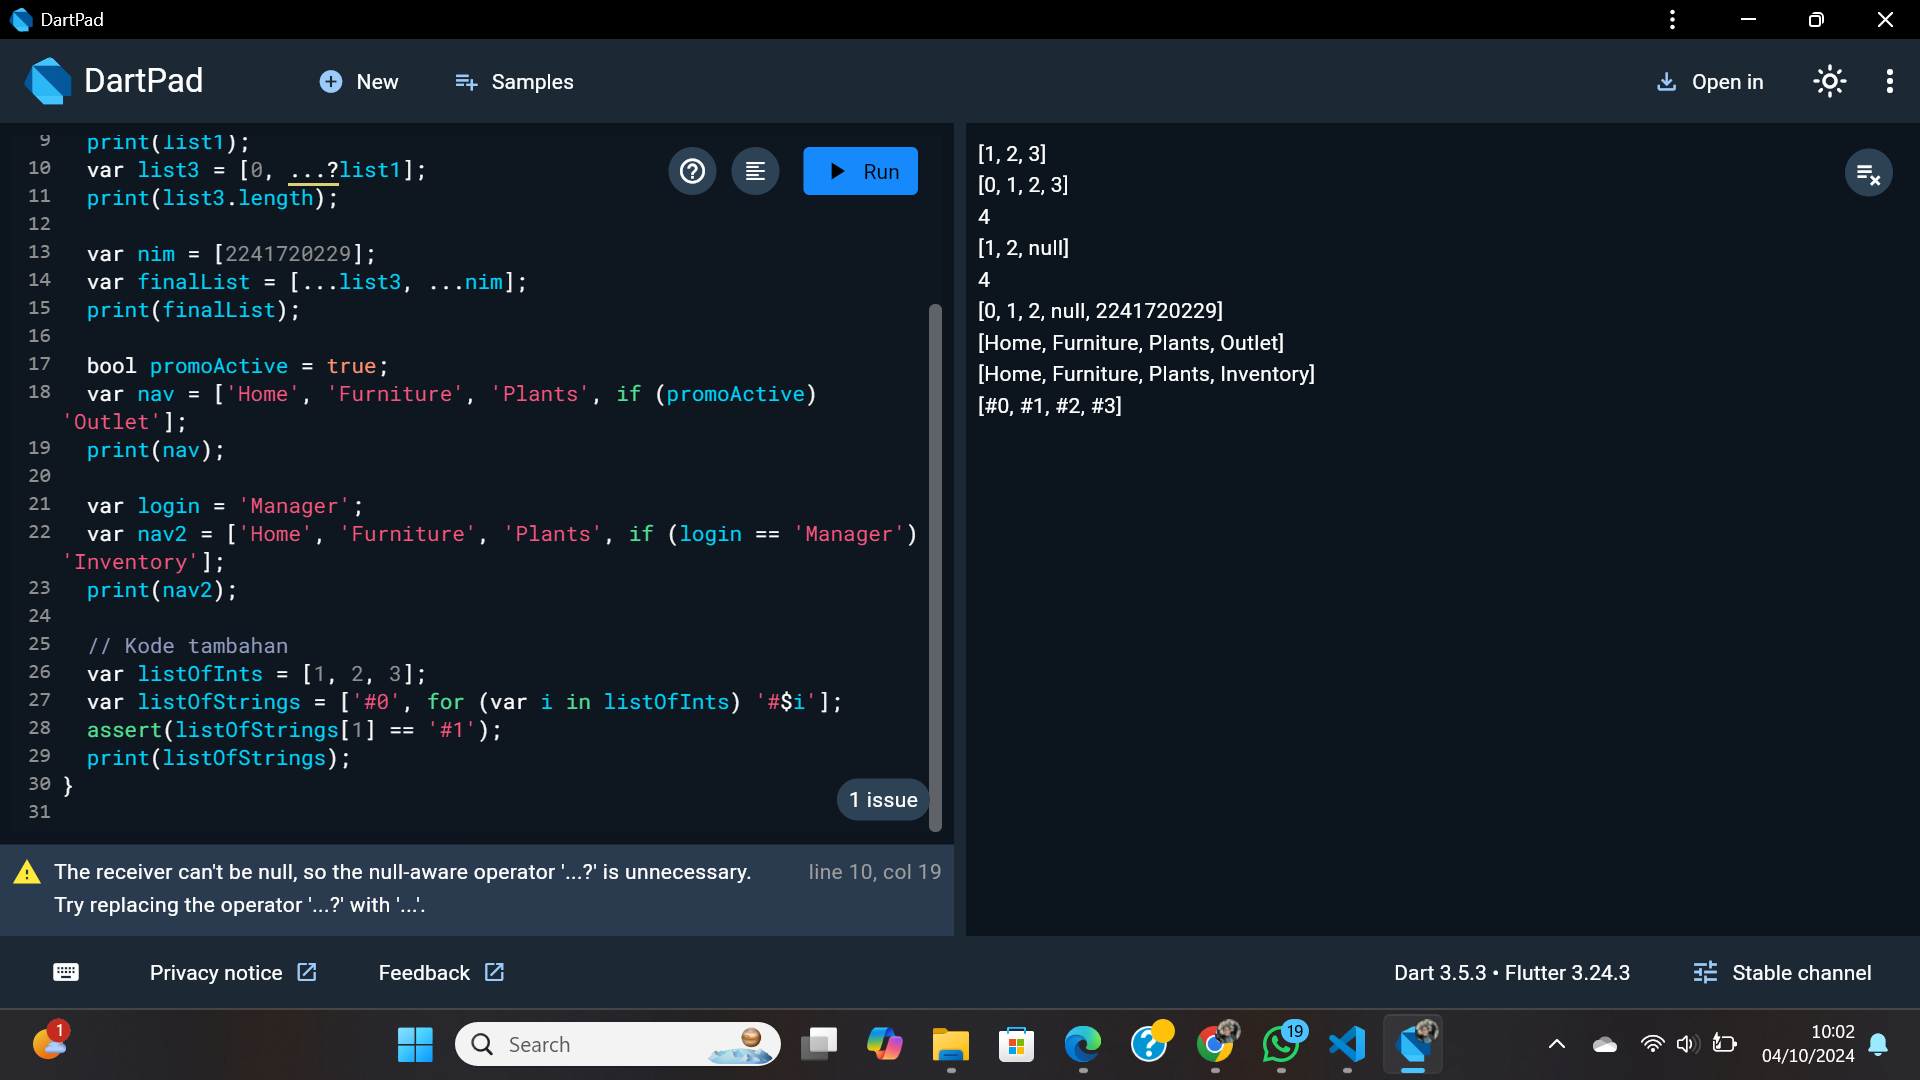 DartPad
DartPad
New
Samples
Open in
9 print(list1);
10 var list3 = [0, ...?list1];
11 print(list3.length);
12
13 var nim = [2241720229];
14 var finalList = [...list3, ...nim];
15 print(finalList);
16
17 bool promoActive = true;
18 var nav = ['Home', 'Furniture', 'Plants', if (promoActive)
'Outlet'];
19 print(nav);
20
21 var login = 'Manager';
22 var nav2 = ['Home', 'Furniture', 'Plants', if (login == 'Manager')
'Inventory'];
23 print(nav2);
24
25 // Kode tambahan
26 var listOfInts = [1, 2, 3];
27 var listOfStrings = ['#0', for (var i in listOfInts) '#$i'];
28 assert(listOfStrings[1] == '#1');
29 print(listOfStrings);
30 }
31
Run
1 issue
The receiver can't be null, so the null-aware operator '...?' is unnecessary.
line 10, col 19
Try replacing the operator '...?' with '...'.
[1, 2, 3]
[0, 1, 2, 3]
4
[1, 2, null]
4
[0, 1, 2, null, 2241720229]
[Home, Furniture, Plants, Outlet]
[Home, Furniture, Plants, Inventory]
[#0, #1, #2, #3]
Privacy notice
Feedback
Dart 3.5.3 • Flutter 3.24.3
Stable channel
1
Search
19
10:02
04/10/2024